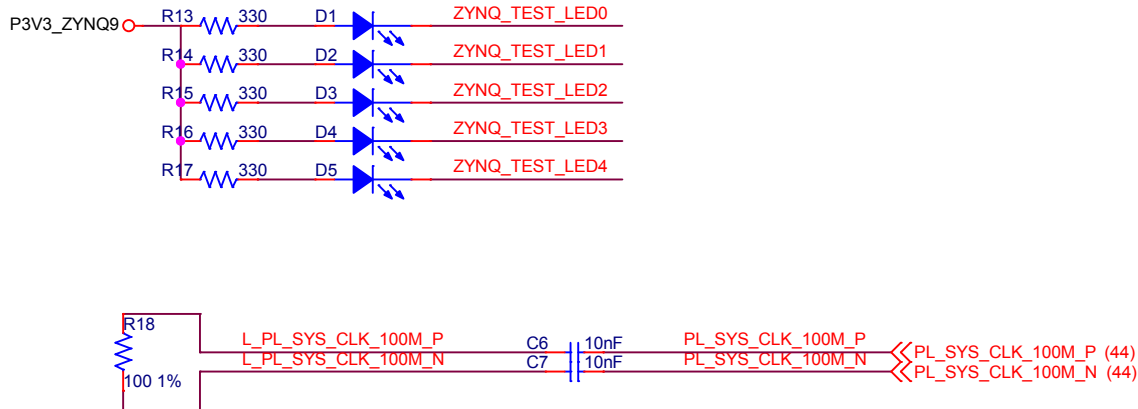 P3V3_ZYNQ9
R13 330 D1 ZYNQ_TEST_LED0
R14 330 D2 ZYNQ_TEST_LED1
R15 330 D3 ZYNQ_TEST_LED2
R16 330 D4 ZYNQ_TEST_LED3
R17 330 D5 ZYNQ_TEST_LED4
R18
100 1%
L_PL_SYS_CLK_100M_P C6 10nF PL_SYS_CLK_100M_P PL_SYS_CLK_100M_P (44)
L_PL_SYS_CLK_100M_N C7 10nF PL_SYS_CLK_100M_N PL_SYS_CLK_100M_N (44)